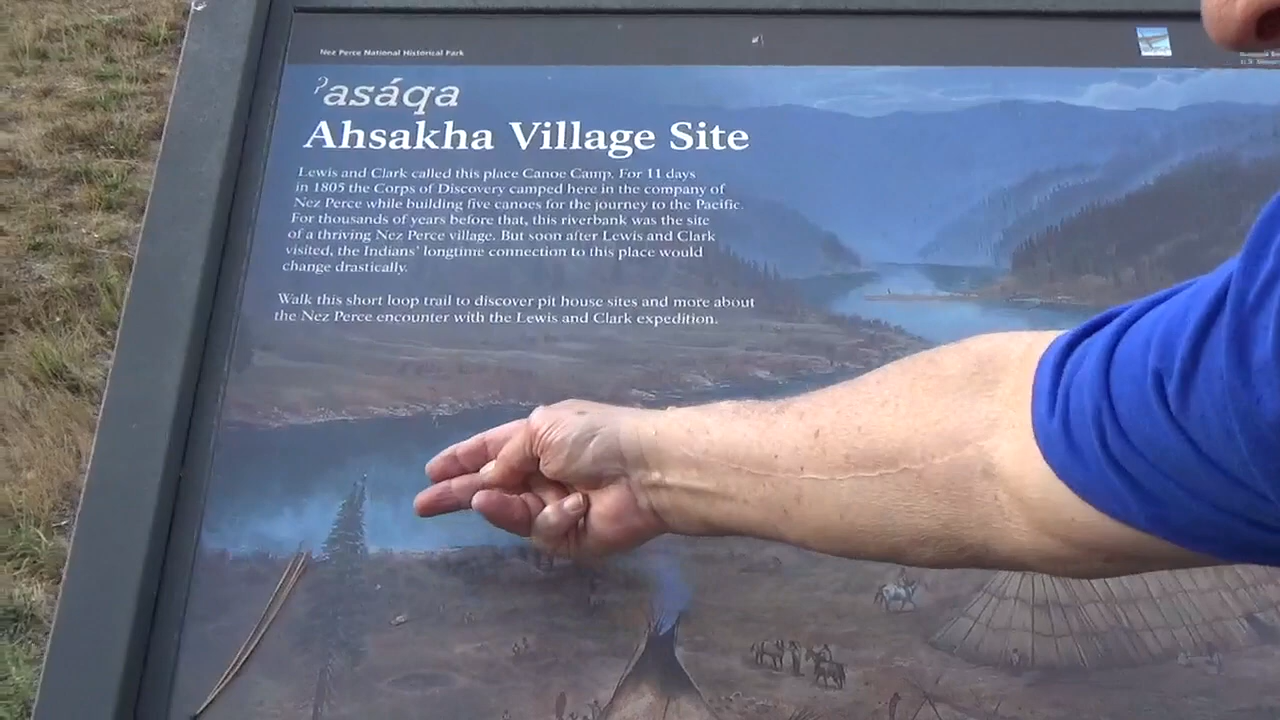 Nez Perce National Historical Park
ʔasáqa
Ahsakha Village Site
Lewis and Clark called this place Canoe Camp. For 11 days
in 1805 the Corps of Discovery camped here in the company of
Nez Perce while building five canoes for the journey to the Pacific.
For thousands of years before that, this riverbank was the site
of a thriving Nez Perce village. But soon after Lewis and Clark
visited, the Indians' longtime connection to this place would
change drastically.
Walk this short loop trail to discover pit house sites and more about
the Nez Perce encounter with the Lewis and Clark expedition.